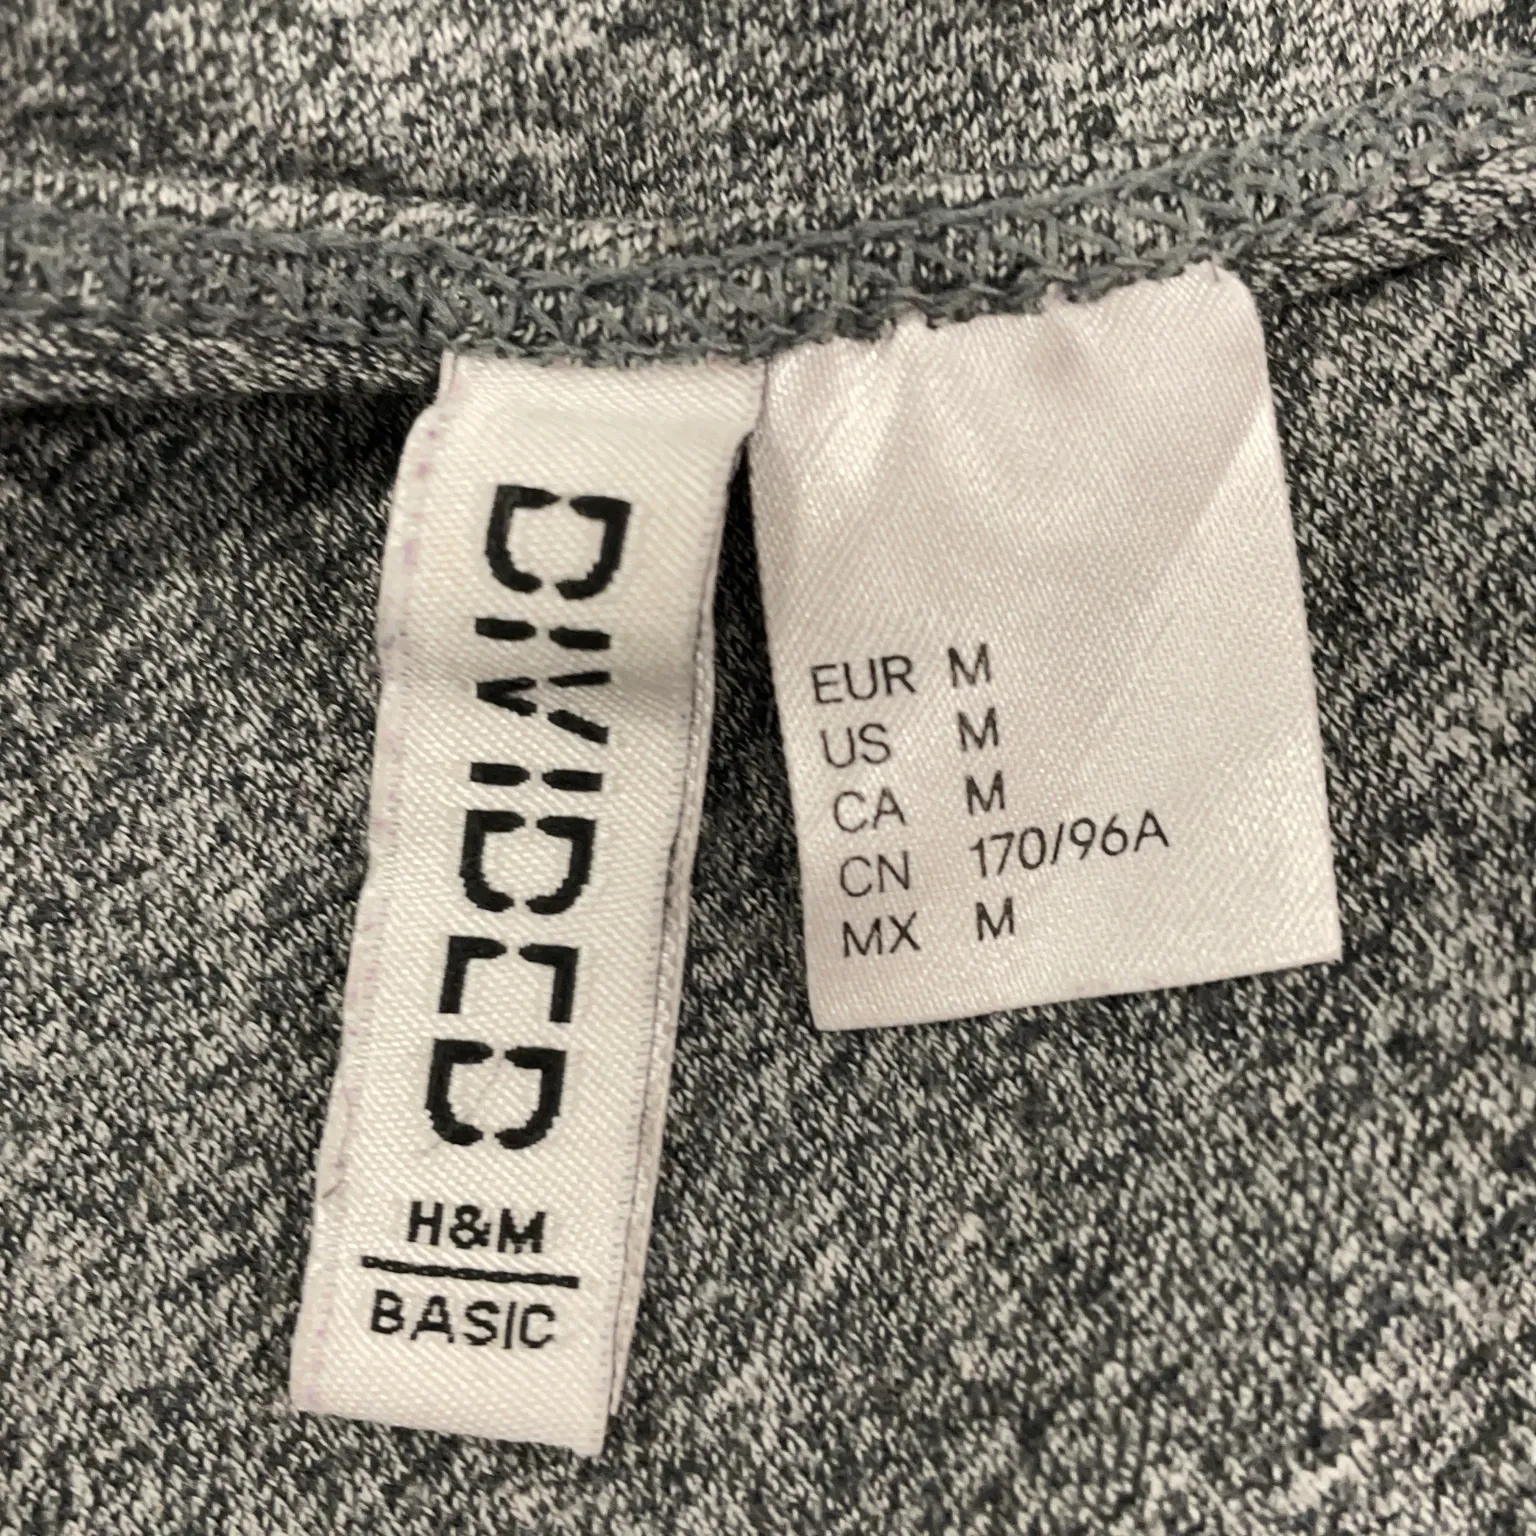 DIVIDED
H&M
BASIC
EUR M
US M
CA M
CN 170/96A
MX M